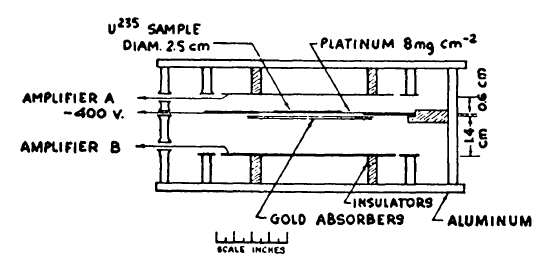 U235 SAMPLE
DIAM. 2.5 cm
PLATINUM 8mg cm-2
AMPLIFIER A
-400 V.
AMPLIFIER B
0.6 cm
1.4 cm
INSULATORS
GOLD ABSORBERS
ALUMINUM
SCALE INCHES